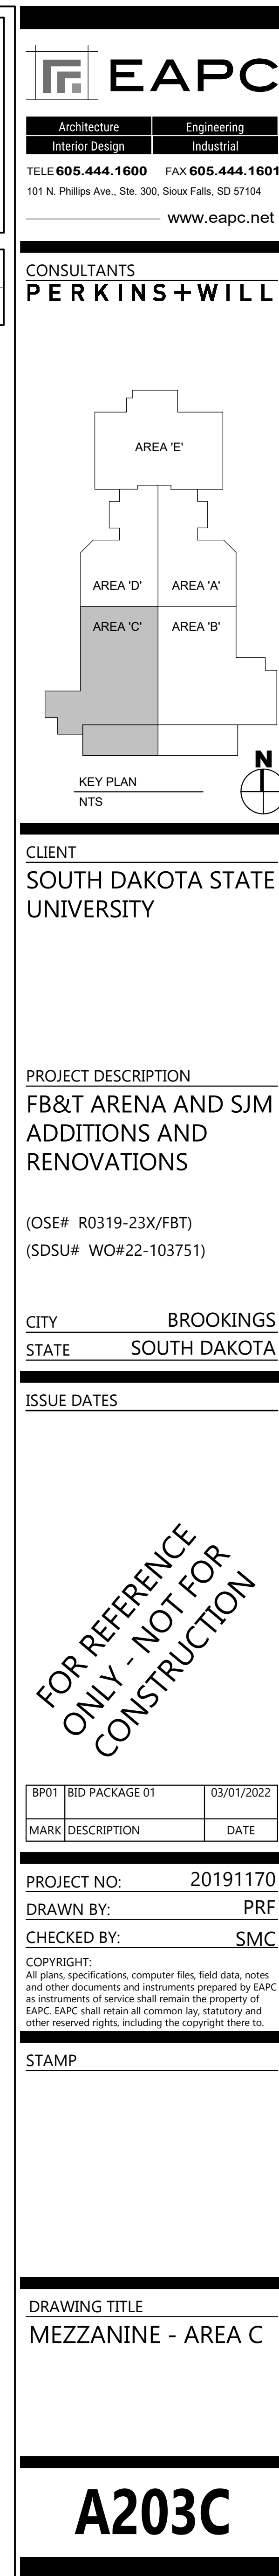 EAPC
Architecture Engineering
Interior Design Industrial
TELE 605.444.1600 FAX 605.444.1601
101 N. Phillips Ave., Ste. 300, Sioux Falls, SD 57104
www.eapc.net
CONSULTANTS
PERKINS+WILL
AREA 'E'
AREA 'D' AREA 'A'
AREA 'C' AREA 'B'
N
KEY PLAN
NTS
CLIENT
SOUTH DAKOTA STATE
UNIVERSITY
PROJECT DESCRIPTION
FB&T ARENA AND SJM
ADDITIONS AND
RENOVATIONS
(OSE# R0319-23X/FBT)
(SDSU# WO#22-103751)
CITY BROOKINGS
STATE SOUTH DAKOTA
ISSUE DATES
FOR REFERENCE
ONLY - NOT FOR
CONSTRUCTION
BP01 BID PACKAGE 01 03/01/2022
MARK DESCRIPTION DATE
PROJECT NO: 20191170
DRAWN BY: PRF
CHECKED BY: SMC
COPYRIGHT:
All plans, specifications, computer files, field data, notes
and other documents and instruments prepared by EAPC
as instruments of service shall remain the property of
EAPC. EAPC shall retain all common lay, statutory and
other reserved rights, including the copyright there to.
STAMP
DRAWING TITLE
MEZZANINE - AREA C
A203C